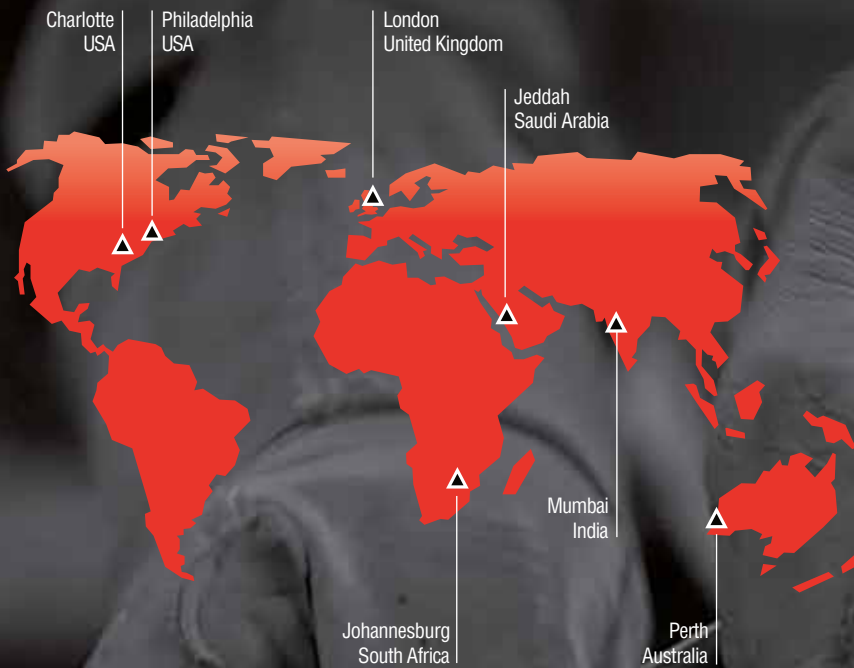 Charlotte
USA
Philadelphia
USA
London
United Kingdom
Jeddah
Saudi Arabia
Mumbai
India
Johannesburg
South Africa
Perth
Australia